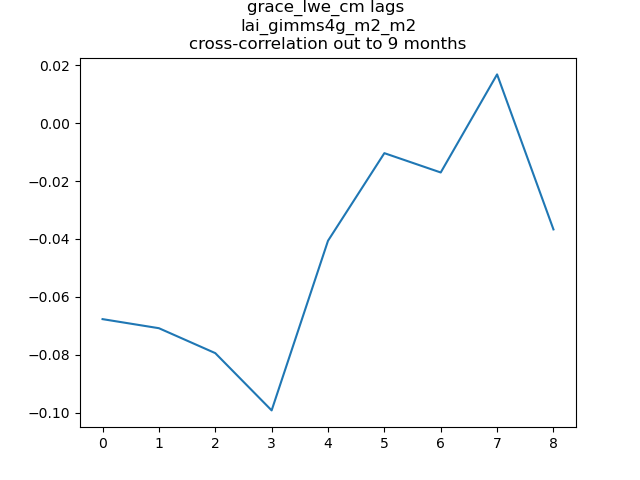 grace_lwe_cm lags
lai_gimms4g_m2_m2
cross-correlation out to 9 months
0.02
0.00
−0.02
−0.04
−0.06
−0.08
−0.10
0 1 2 3 4 5 6 7 8